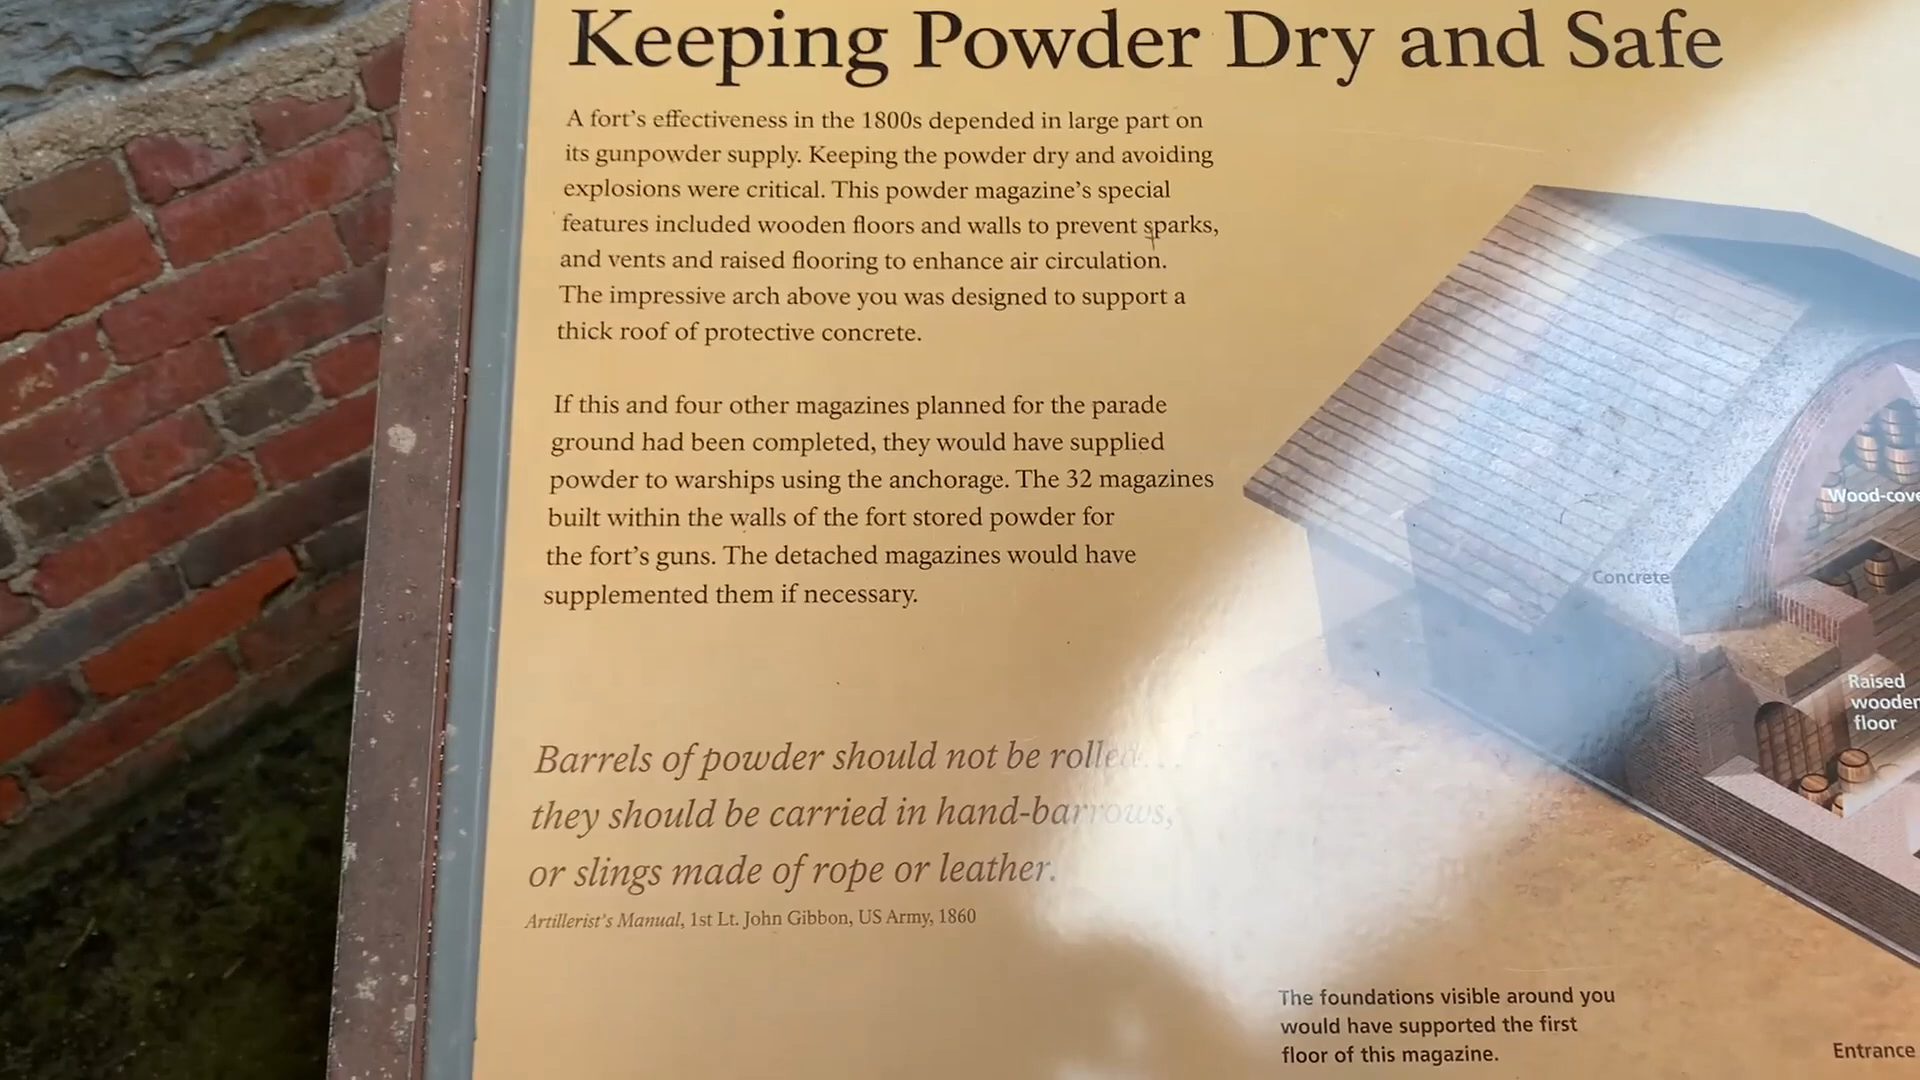 Keeping Powder Dry and Safe
A fort's effectiveness in the 1800s depended in large part on
its gunpowder supply. Keeping the powder dry and avoiding
explosions were critical. This powder magazine's special
features included wooden floors and walls to prevent sparks,
and vents and raised flooring to enhance air circulation.
The impressive arch above you was designed to support a
thick roof of protective concrete.
If this and four other magazines planned for the parade
ground had been completed, they would have supplied
powder to warships using the anchorage. The 32 magazines
built within the walls of the fort stored powder for
the fort's guns. The detached magazines would have
supplemented them if necessary.
Barrels of powder should not be rolled...
they should be carried in hand-barrows,
or slings made of rope or leather.
Artillerist's Manual, 1st Lt. John Gibbon, US Army, 1860
Wood-cove
Concrete
Raised
wooden
floor
The foundations visible around you
would have supported the first
floor of this magazine.
Entrance